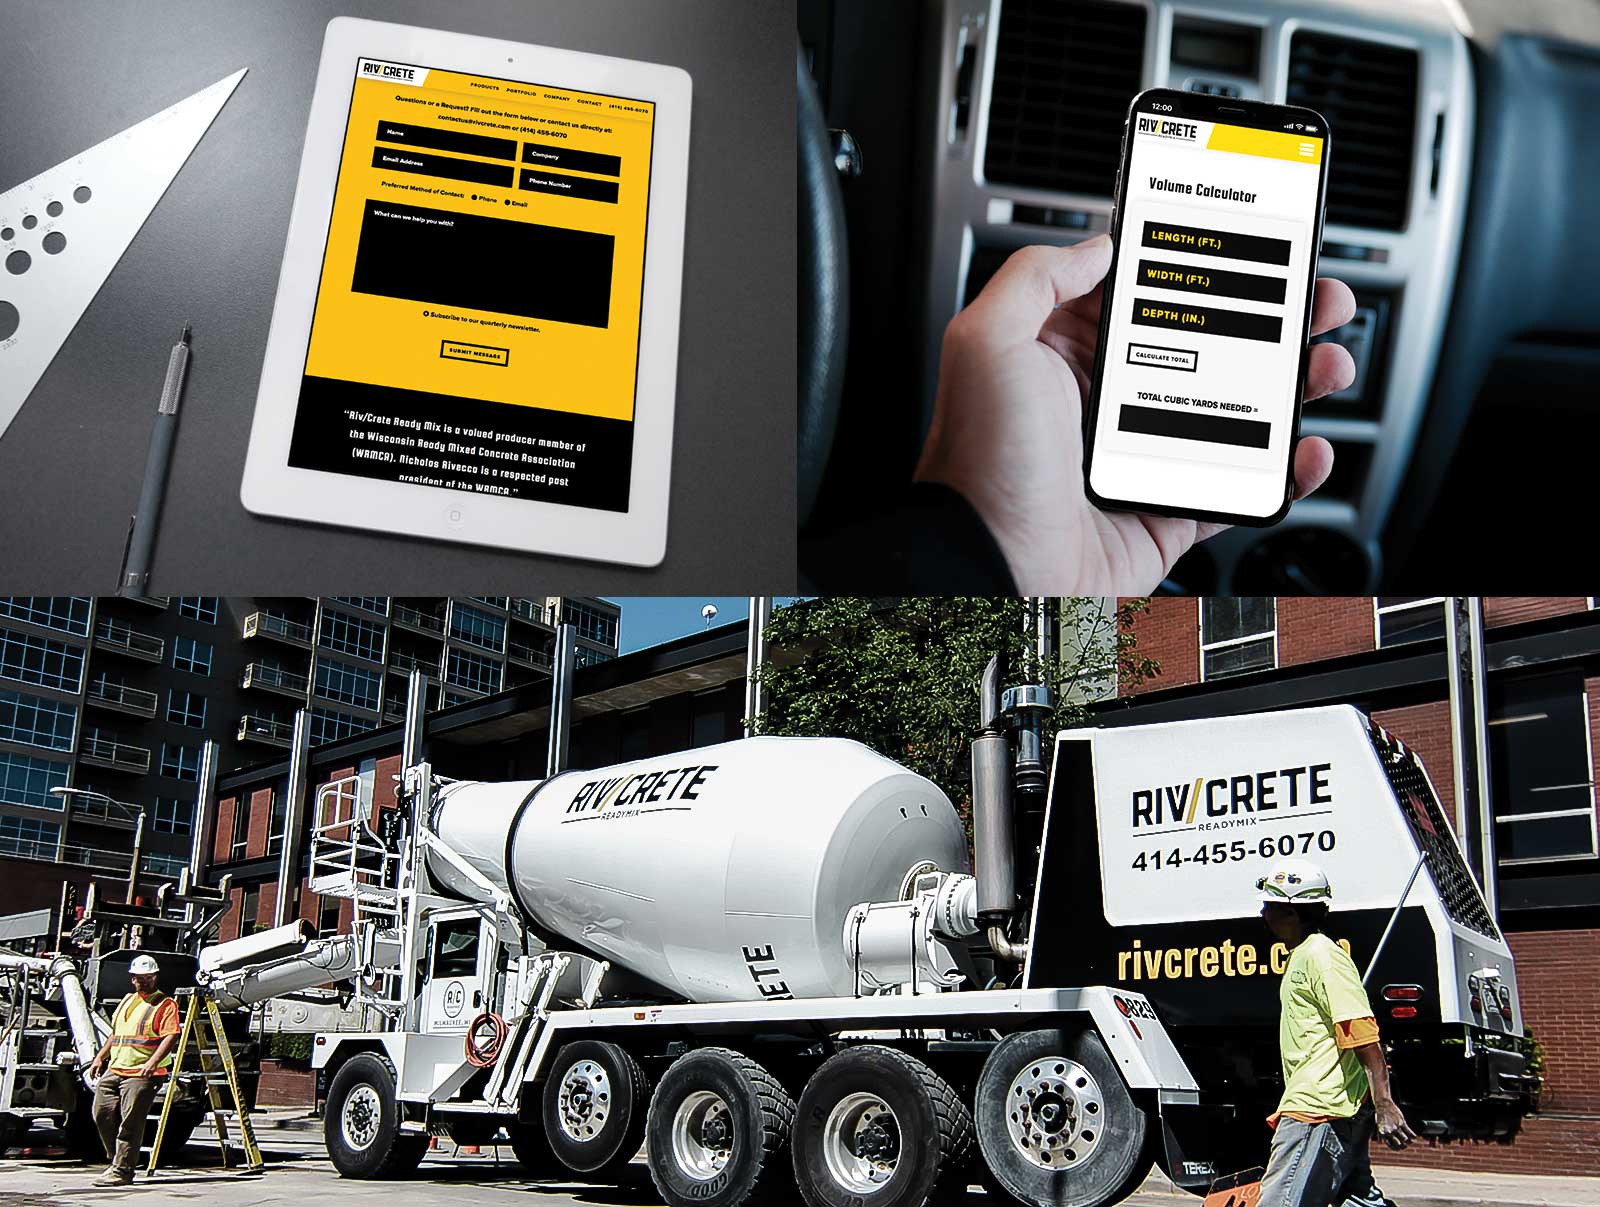 RIV/CRETE
PRODUCTS PORTFOLIO COMPANY CONTACT (414) 455-6070
Questions or a Request? Fill out the form below or contact us directly at:
contactus@rivcrete.com or (414) 455-6070
Name
Company
Email Address
Phone Number
Preferred Method of Contact: Phone Email
What can we help you with?
Subscribe to our quarterly newsletter.
SUBMIT MESSAGE
“Riv/Crete Ready Mix is a valued producer member of
the Wisconsin Ready Mixed Concrete Association
(WRMCA). Nicholas Rivecca is a respected past
president of the WRMCA.”
12:00
RIV/CRETE
Volume Calculator
LENGTH (FT.)
WIDTH (FT.)
DEPTH (IN.)
CALCULATE TOTAL
TOTAL CUBIC YARDS NEEDED =
RIV/CRETE
READYMIX
RIV/CRETE
READYMIX
414-455-6070
rivcrete.c
ETE
R/C
MILWAUKEE, WI
829
TEREX